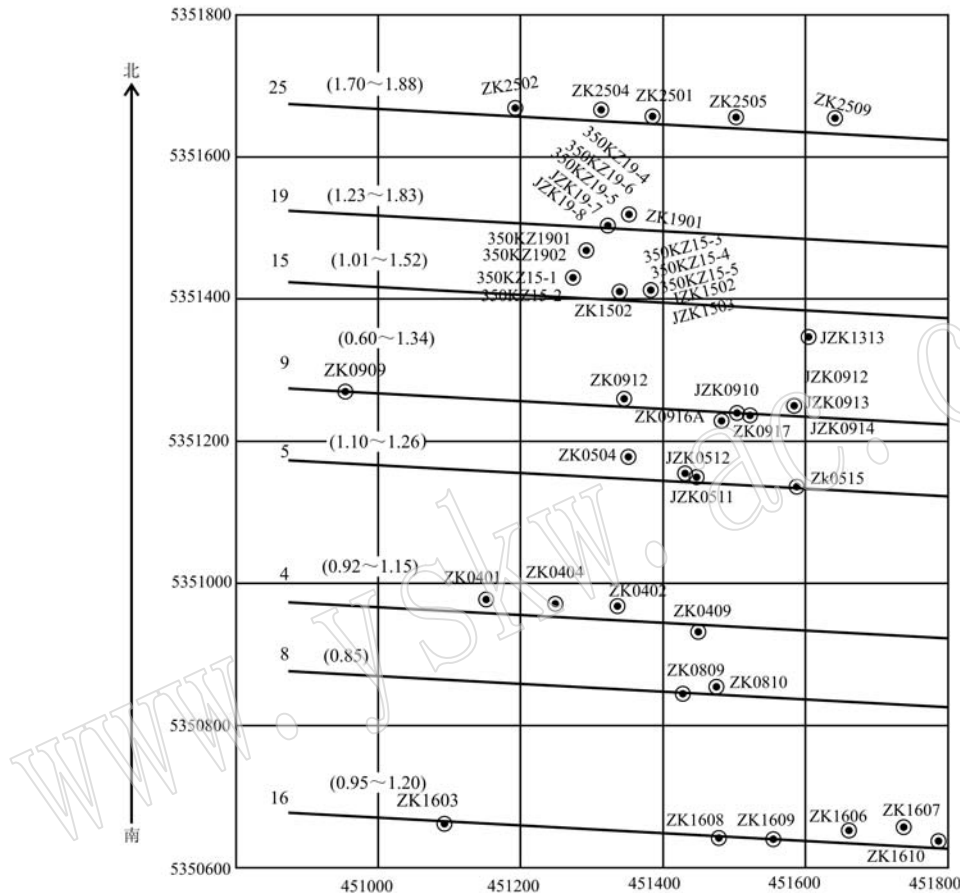 5351800
北
25
(1.70～1.88)
ZK2502
ZK2504
ZK2501
ZK2505
ZK2509
5351600
350KZ19-4
350KZ19-6
350KZ19-5
JZK19-7
JZK19-8
19
(1.23～1.83)
ZK1901
350KZ1901
350KZ1902
350KZ15-3
350KZ15-4
350KZ15-5
JZK1502
JZK1503
15
(1.01～1.52)
350KZ15-1
350KZ15-2
ZK1502
5351400
(0.60～1.34)
JZK1313
9
ZK0909
ZK0912
JZK0910
JZK0912
JZK0913
JZK0914
ZK0916A
ZK0917
5351200
5
(1.10～1.26)
ZK0504
JZK0512
JZK0511
Zk0515
5351000
4
(0.92～1.15)
ZK0401
ZK0404
ZK0402
ZK0409
8
(0.85)
ZK0809
ZK0810
5350800
16
(0.95～1.20)
ZK1603
ZK1608
ZK1609
ZK1606
ZK1607
ZK1610
南
5350600
451000
451200
451400
451600
451800
www.yskw.ac.c